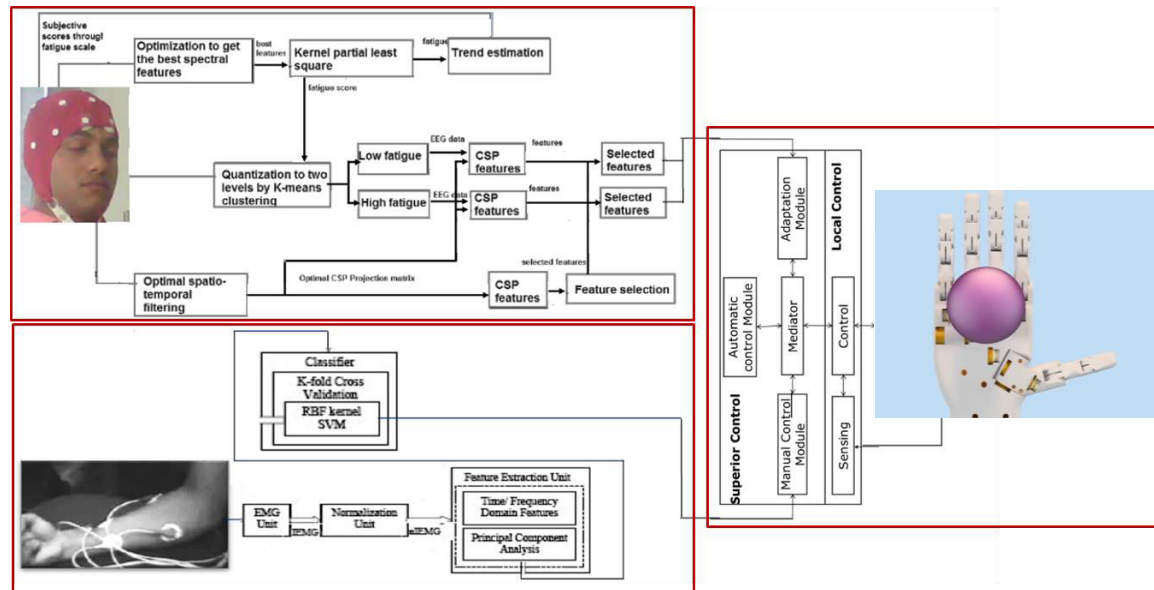 Subjective
scores througl
fatigue scale
Optimization to get
the best spectral
features
best
features
Kernel partial least
square
fatigue
Trend estimation
fatigue score
Quantization to two
levels by K-means
clustering
Low fatigue
High fatigue
EEG data
EEG data
CSP
features
CSP
features
features
features
Selected
features
Selected
features
Optimal spatio-
temporal
filtering
Optimal CSP Projection matrix
selected features
CSP
features
Feature selection
Classifier
K-fold Cross
Validation
RBF kernel
SVM
EMG
Unit
IEMG
Normalization
Unit
nIEMG
Feature Extraction Unit
Time/ Frequency
Domain Features
Principal Component
Analysis
Superior Control
Automatic
control Module
Adaptation
Module
Mediator
Manual Control
Module
Local Control
Control
Sensing